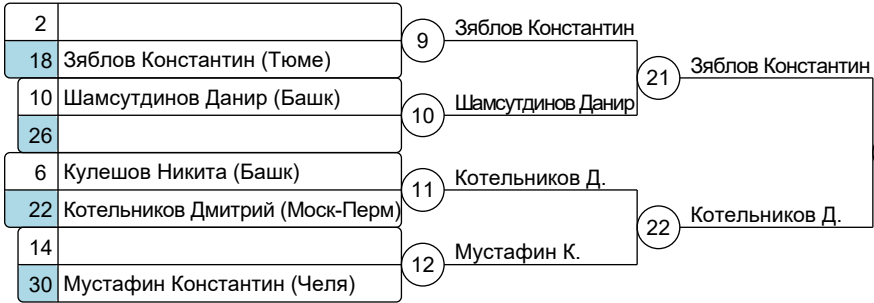 2
18 Зяблов Константин (Тюме)
10 Шамсутдинов Данир (Башк)
26
6 Кулешов Никита (Башк)
22 Котельников Дмитрий (Моск-Перм)
14
30 Мустафин Константин (Челя)
9 Зяблов Константин
10 Шамсутдинов Данир
11 Котельников Д.
12 Мустафин К.
21 Зяблов Константин
22 Котельников Д.